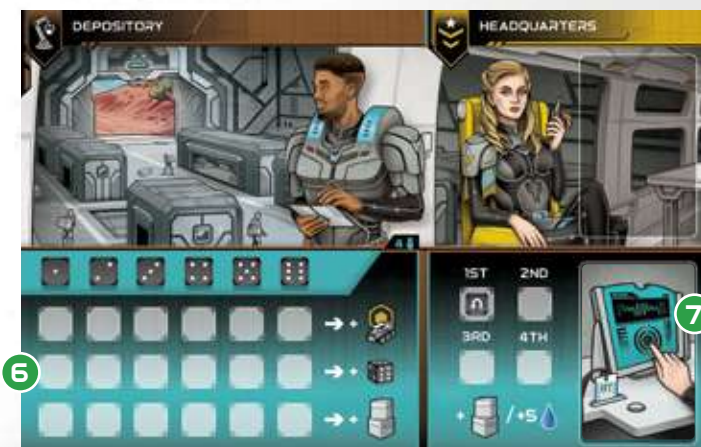 DEPOSITORY
HEADQUARTERS
1ST 2ND
3RD 4TH
6
7
+
+
+
+ / +5